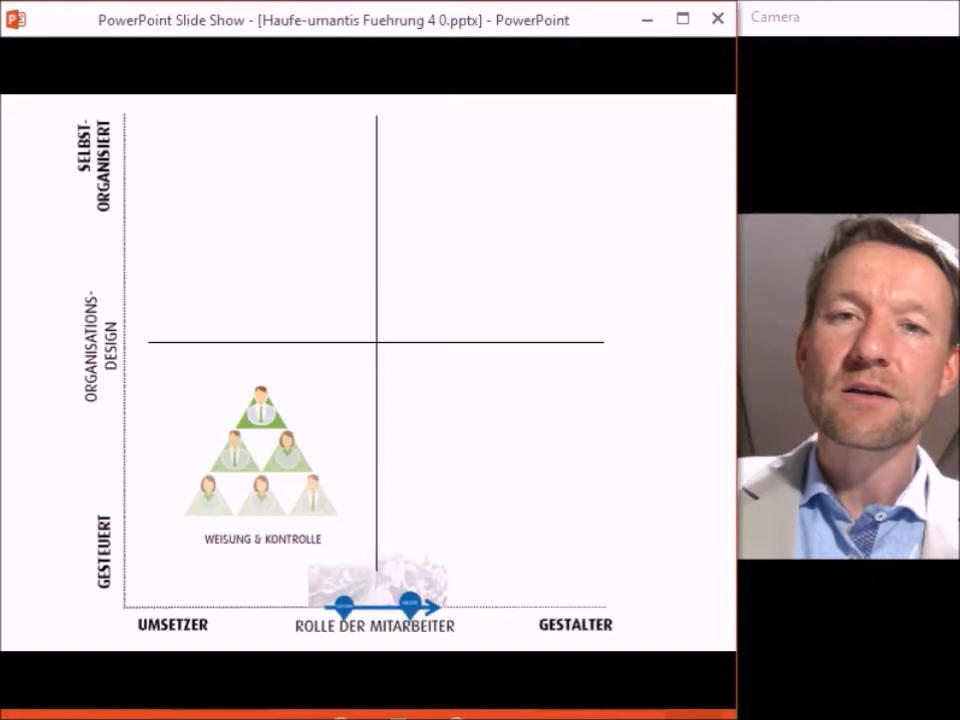 PowerPoint Slide Show - [Haufe-umantis Fuehrung 4 0.pptx] - PowerPoint
Camera
SELBST-
ORGANISIERT
ORGANISATIONS-
DESIGN
GESTEUERT
WEISUNG & KONTROLLE
UMSETZER
ROLLE DER MITARBEITER
GESTALTER